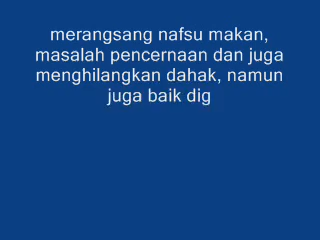 merangsang nafsu makan,
masalah pencernaan dan juga
menghilangkan dahak, namun
juga baik dig